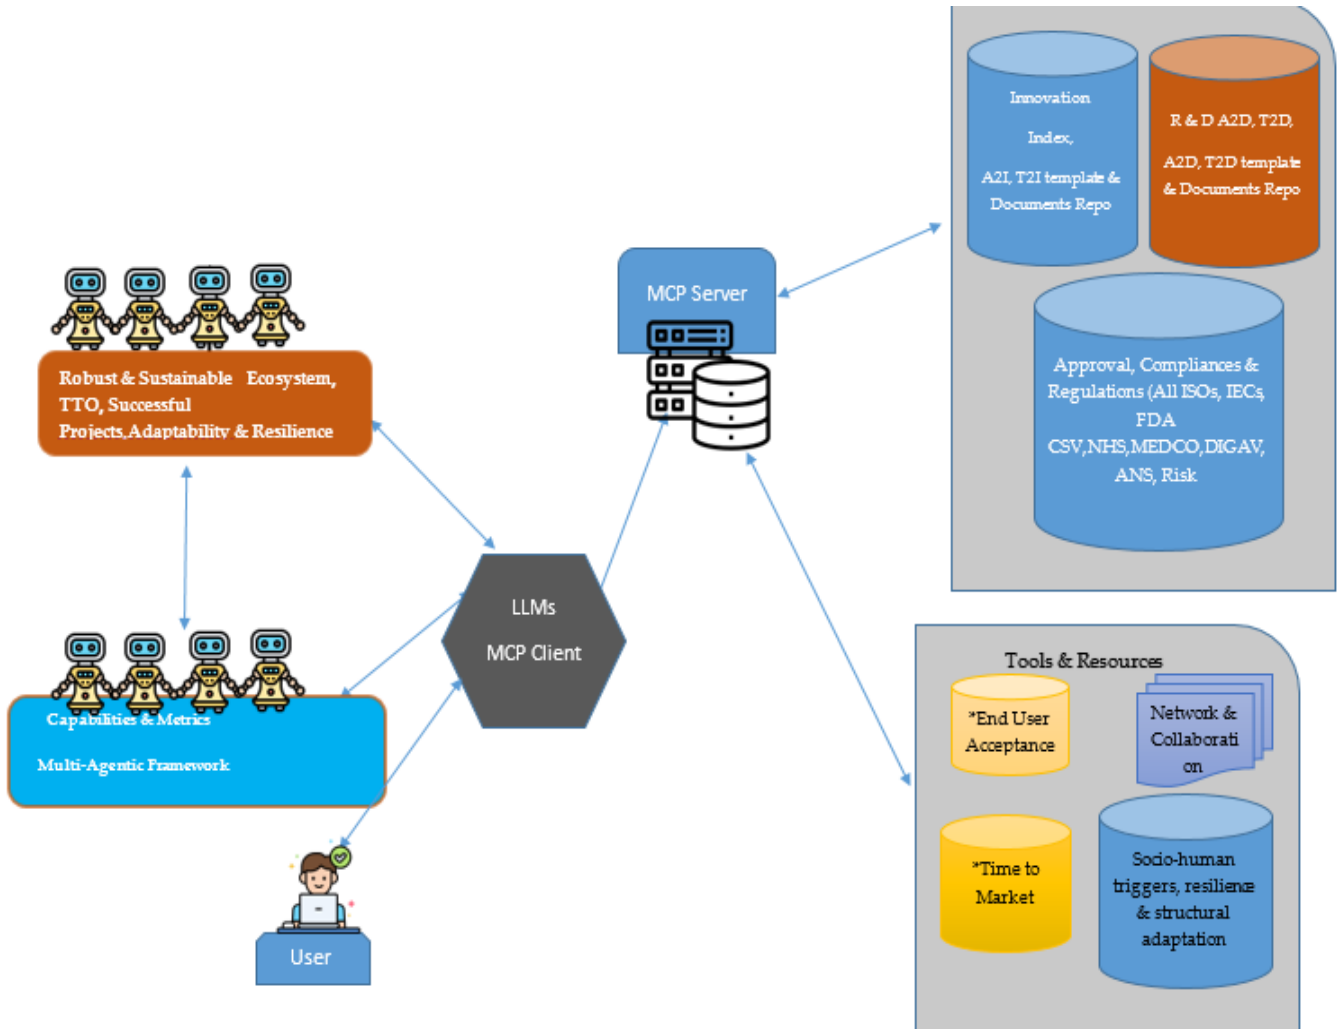 Innovation
Index,
A2I, T2I template &
Documents Repo
R & D A2D, T2D,
A2D, T2D template
& Documents Repo
MCP Server
Approval, Compliances &
Regulations (All ISOs, IECs,
FDA
CSV,NHS,MEDCO,DIGAV,
ANS, Risk
Robust & Sustainable Ecosystem,
TTO, Successful
Projects,Adaptability & Resilience
LLMs
MCP Client
Capabilities & Metrics
Multi-Agentic Framework
User
Tools & Resources
*End User
Acceptance
Network &
Collaborati
on
*Time to
Market
Socio-human
triggers, resilience
& structural
adaptation